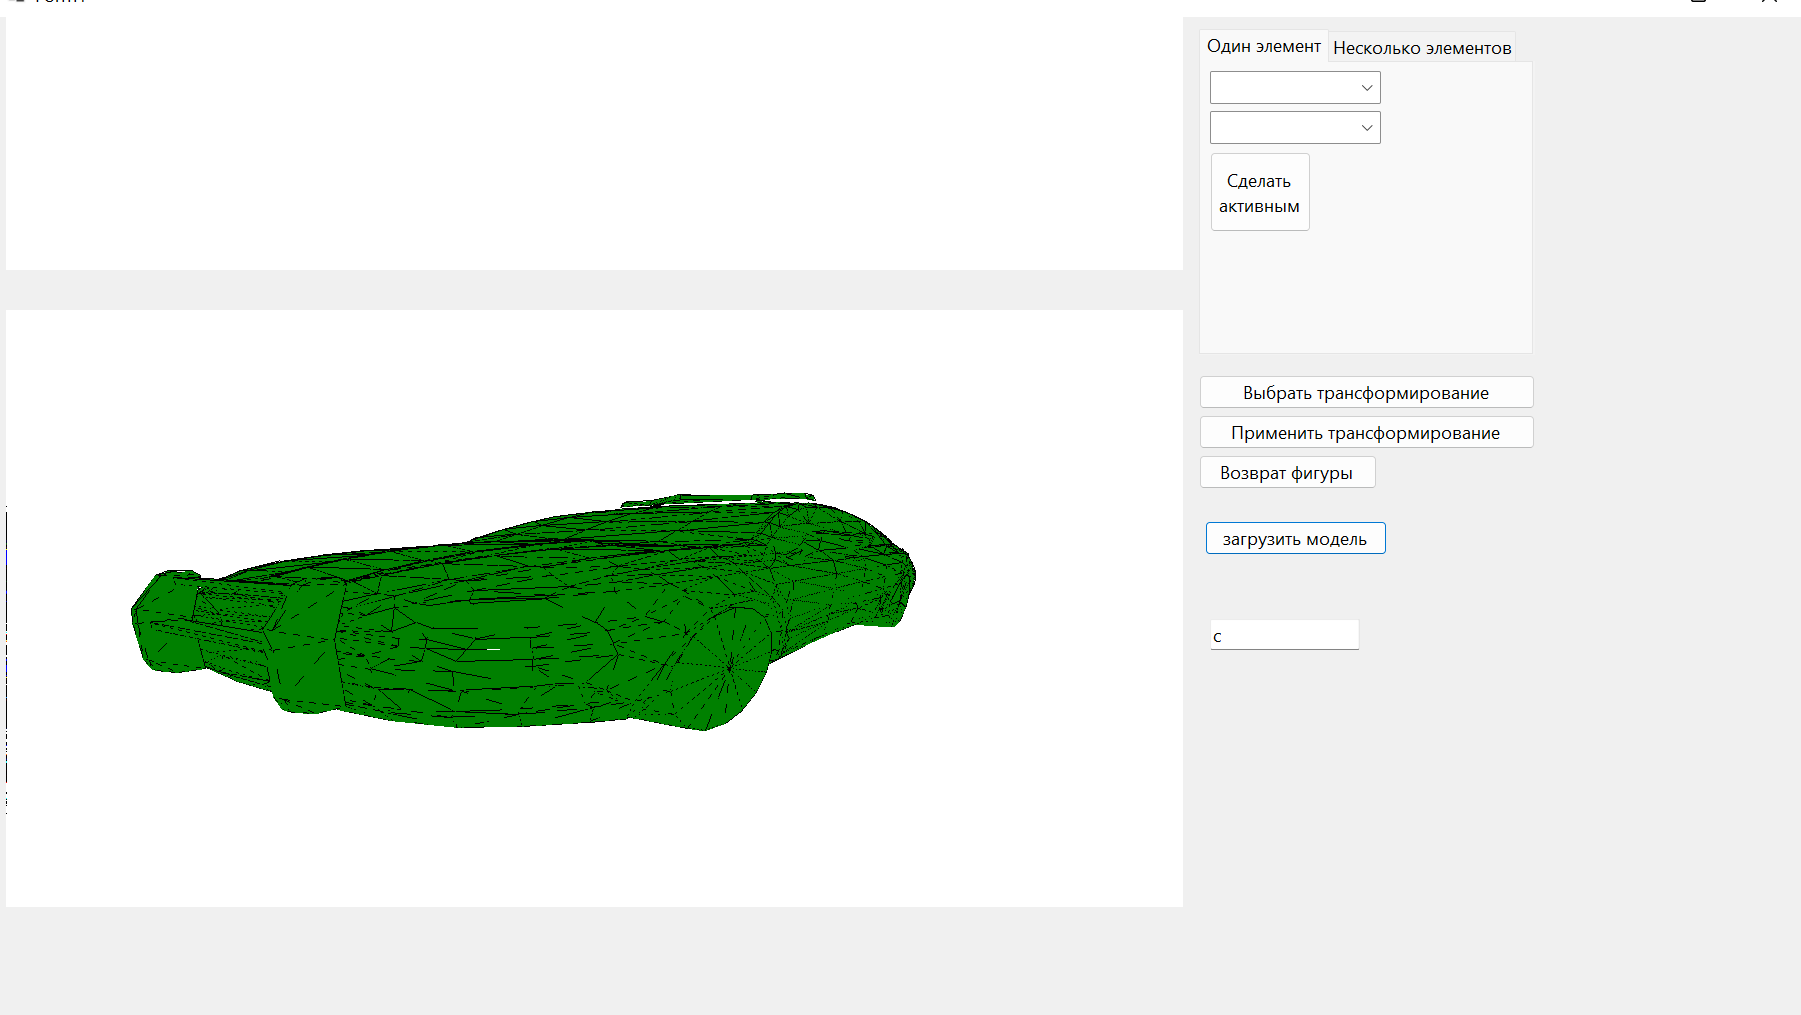 Один элемент
Несколько элементов
Сделать
активным
Выбрать трансформирование
Применить трансформирование
Возврат фигуры
загрузить модель
с